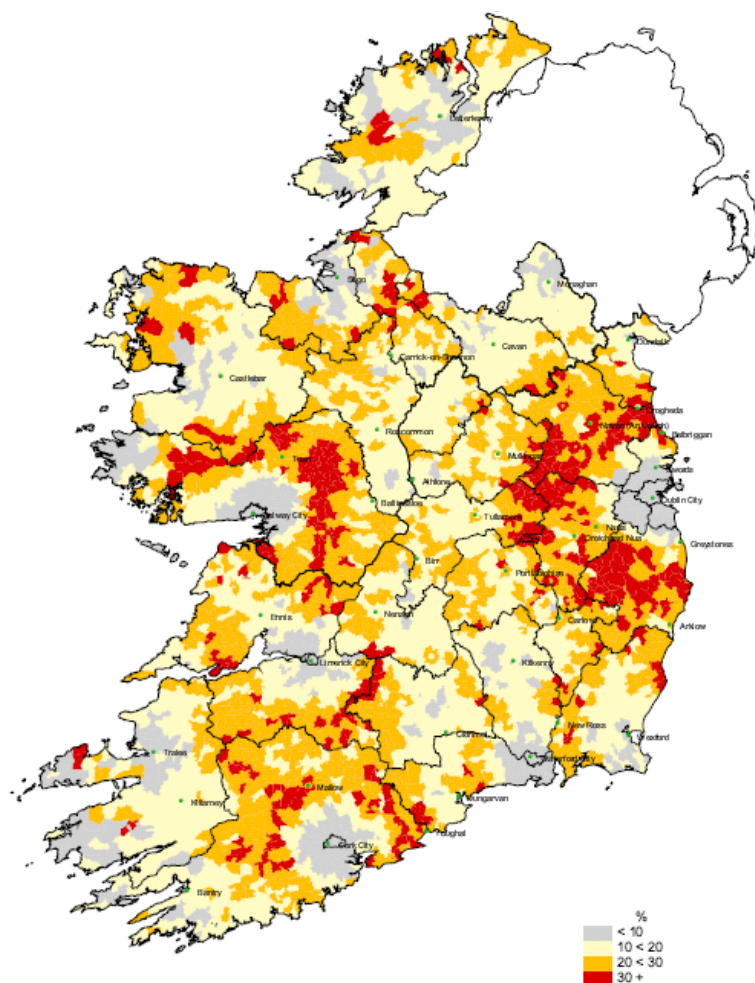 Letterkenny
Sligo
Monaghan
Dundalk
Cavan
Carrick-on-Shannon
Castlebar
Drogheda
Navan (An Uaimh)
Balbriggan
Roscommon
Mullingar
Tuam
Swords
Athlone
Dublin City
Ballinasloe
Galway City
Tullamore
Naas
Droichead Nua
Greystones
Birr
Portlaoighise
Ennis
Nenagh
Carlow
Arklow
Limerick City
Kilkenny
New Ross
Clonmel
Wexford
Tralee
Waterford City
Mallow
Killarney
Dungarvan
Youghal
Cork City
Bantry
%
< 10
10 < 20
20 < 30
30 +